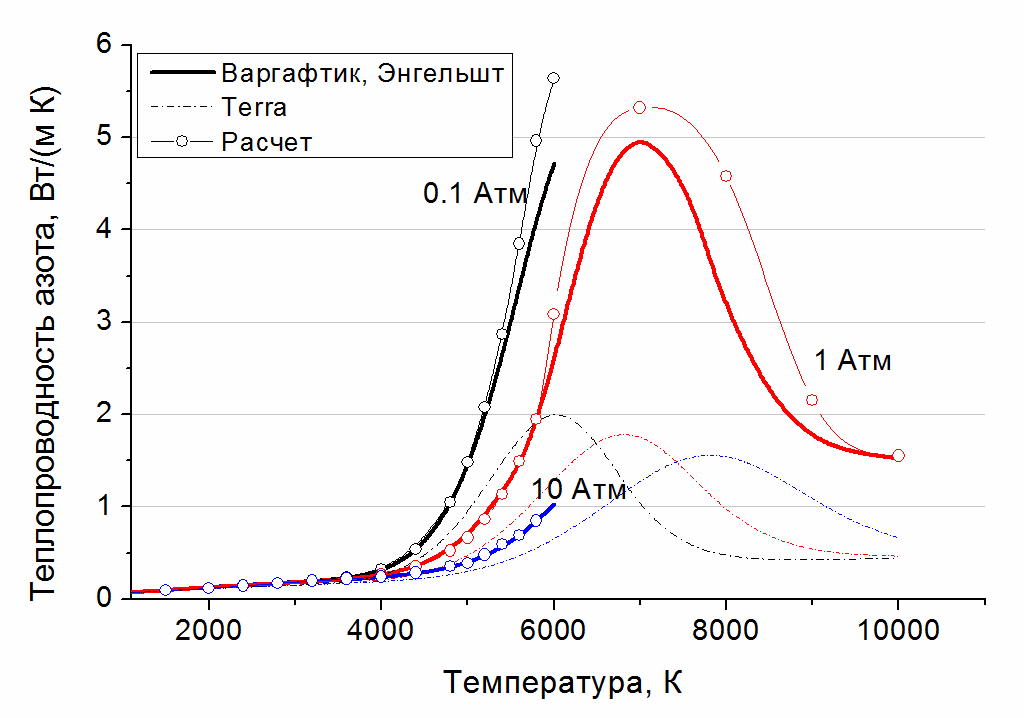 Теплопроводность азота, Вт/(м К)
6
5
4
3
2
1
0
Варгафтик, Энгельшт
Terra
Расчет
0.1 Атм
1 Атм
10 Атм
2000 4000 6000 8000 10000
Температура, К